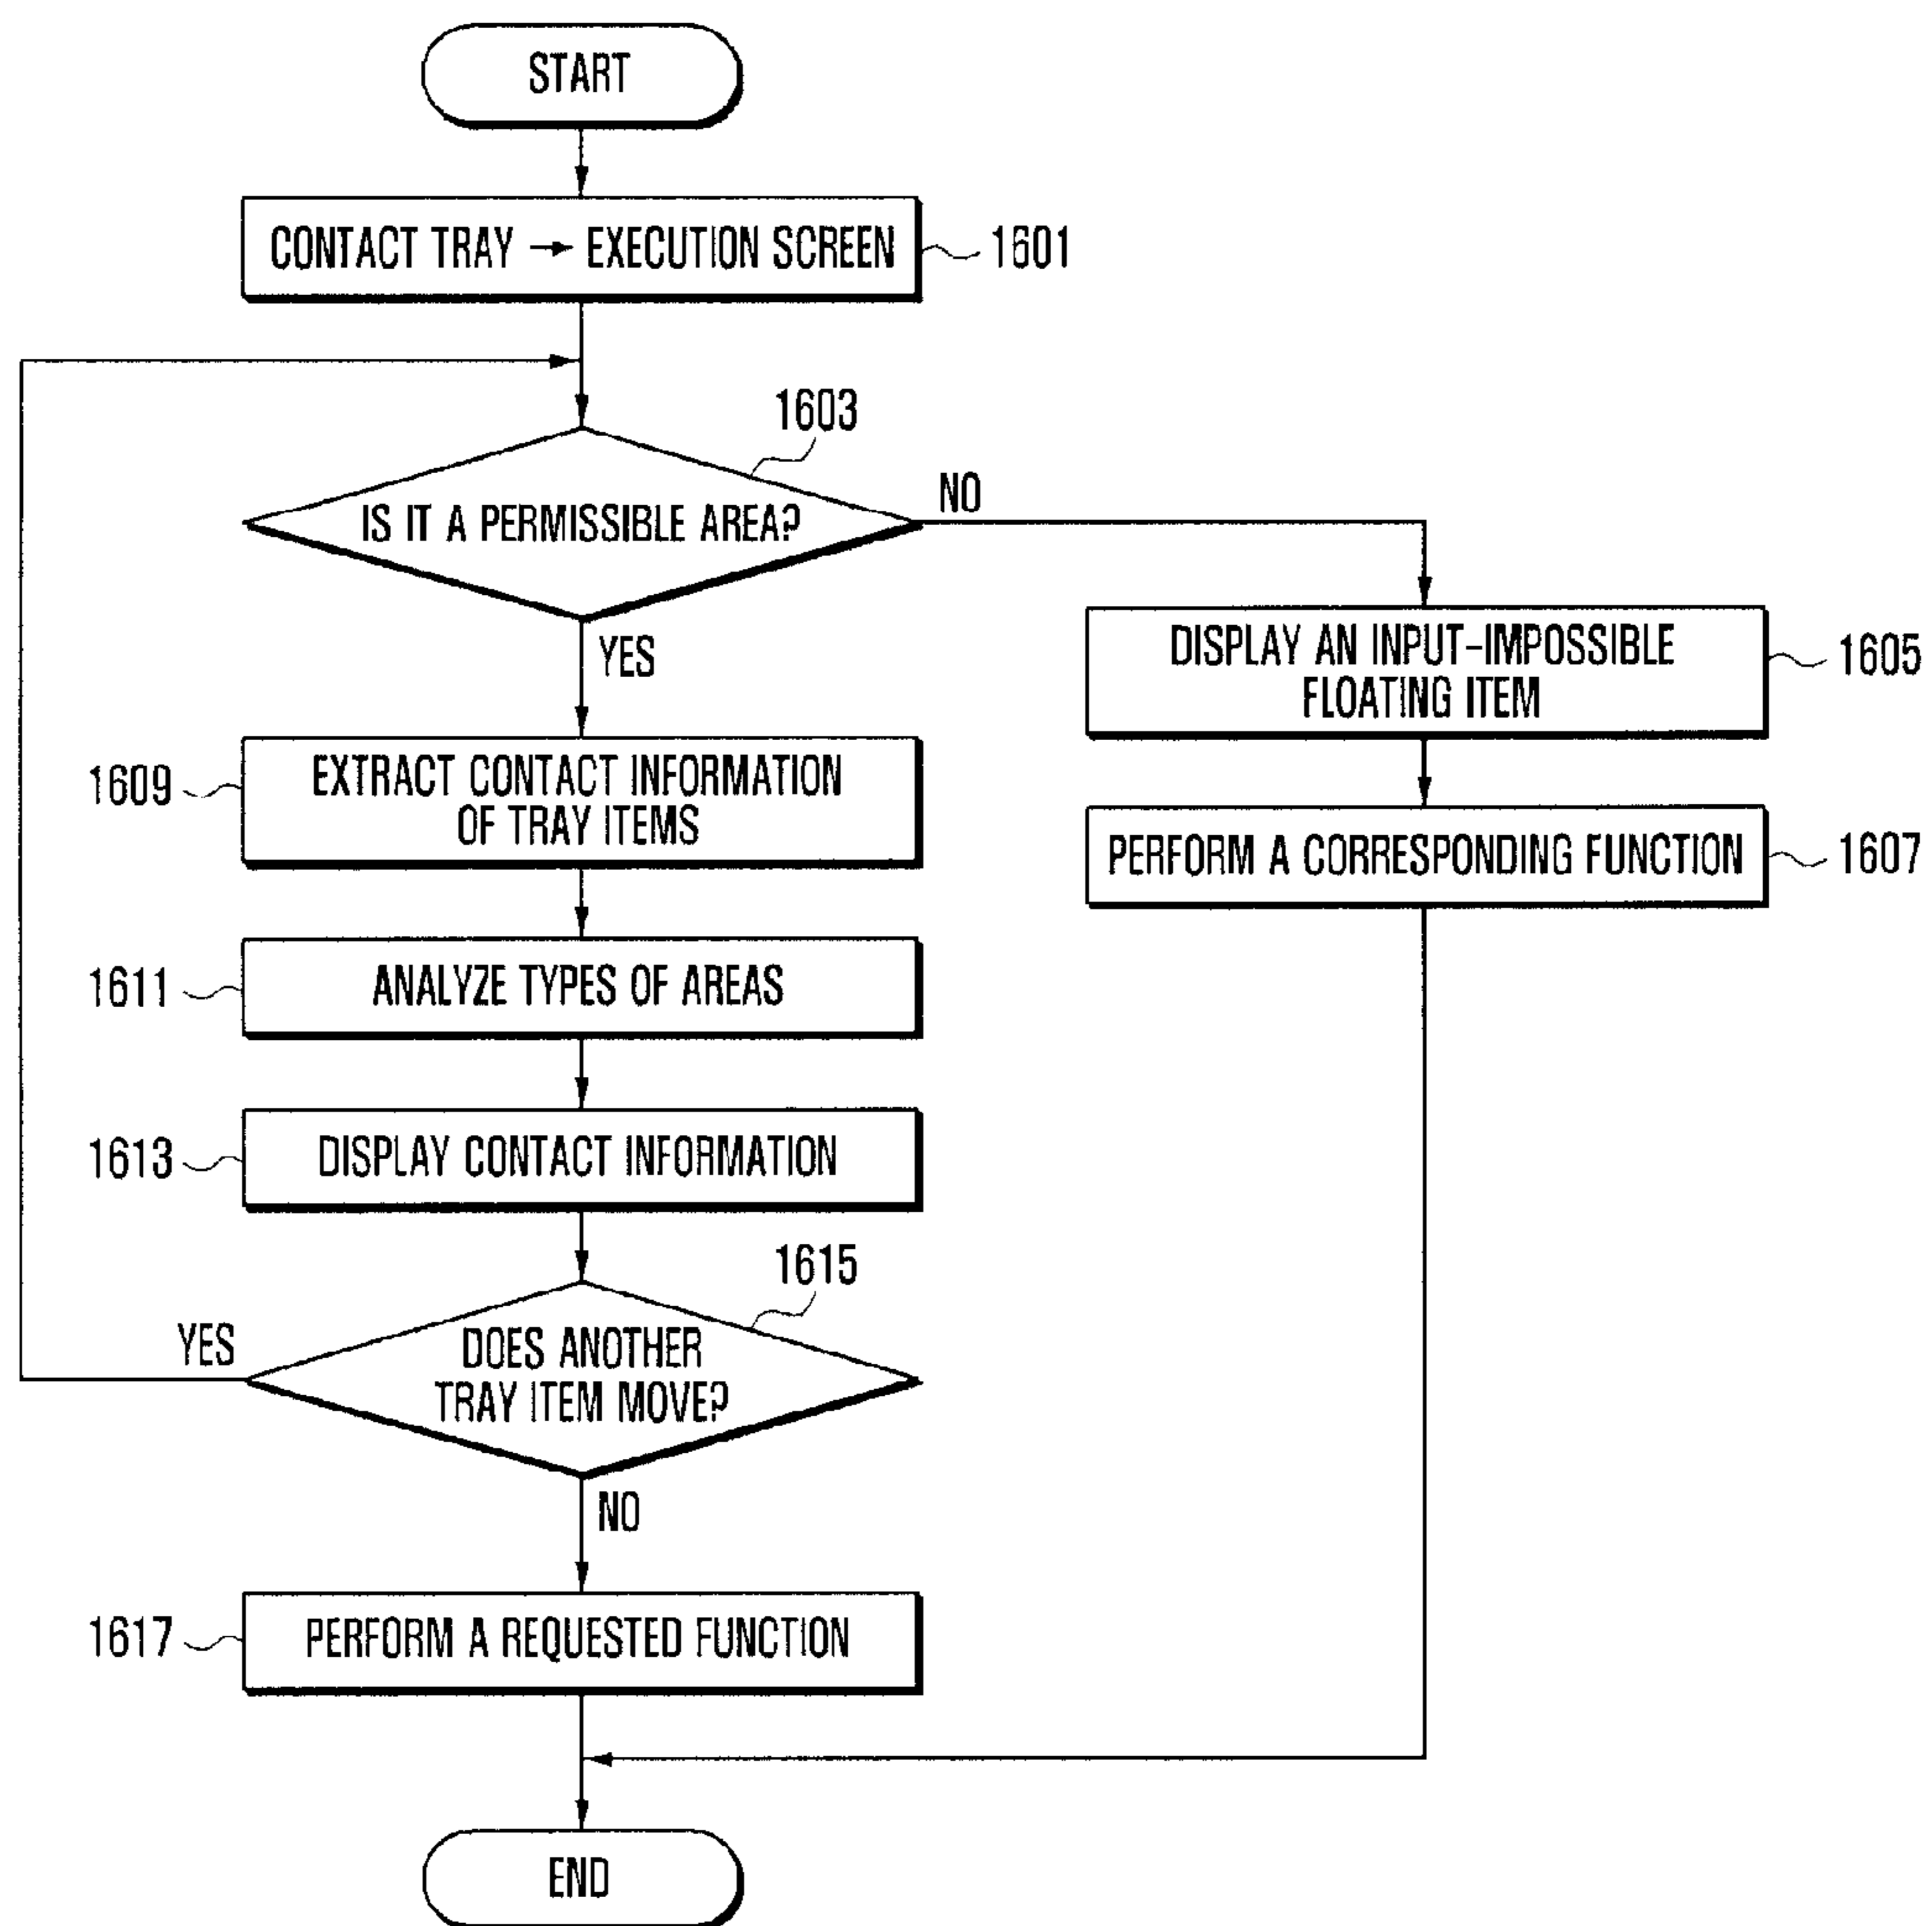 START
CONTACT TRAY → EXECUTION SCREEN
1601
1603
IS IT A PERMISSIBLE AREA?
NO
YES
DISPLAY AN INPUT-IMPOSSIBLE
FLOATING ITEM
1605
PERFORM A CORRESPONDING FUNCTION
1607
1609
EXTRACT CONTACT INFORMATION
OF TRAY ITEMS
1611
ANALYZE TYPES OF AREAS
1613
DISPLAY CONTACT INFORMATION
1615
DOES ANOTHER
TRAY ITEM MOVE?
YES
NO
1617
PERFORM A REQUESTED FUNCTION
END